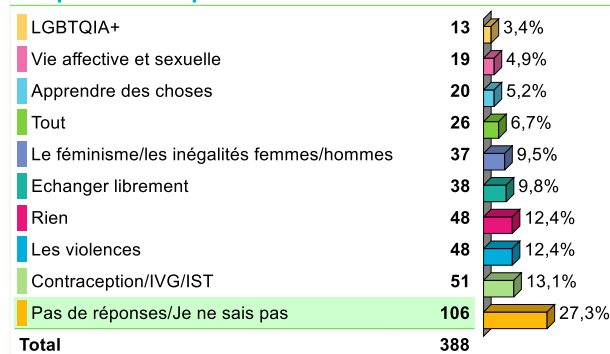 LGBTQIA+ 13 3,4%
Vie affective et sexuelle 19 4,9%
Apprendre des choses 20 5,2%
Tout 26 6,7%
Le féminisme/les inégalités femmes/hommes 37 9,5%
Echanger librement 38 9,8%
Rien 48 12,4%
Les violences 48 12,4%
Contraception/IVG/IST 51 13,1%
Pas de réponses/Je ne sais pas 106 27,3%
Total 388